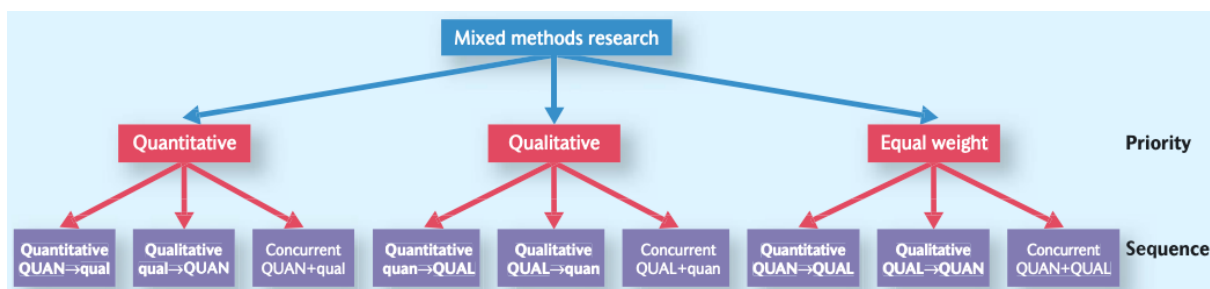 Mixed methods research
Quantitative
Qualitative
Equal weight
Priority
Quantitative
QUAN→qual
Qualitative
qual→QUAN
Concurrent
QUAN+qual
Quantitative
quan→QUAL
Qualitative
QUAL→quan
Concurrent
QUAL+quan
Quantitative
QUAN→QUAL
Qualitative
QUAL→QUAN
Concurrent
QUAN+QUAL
Sequence